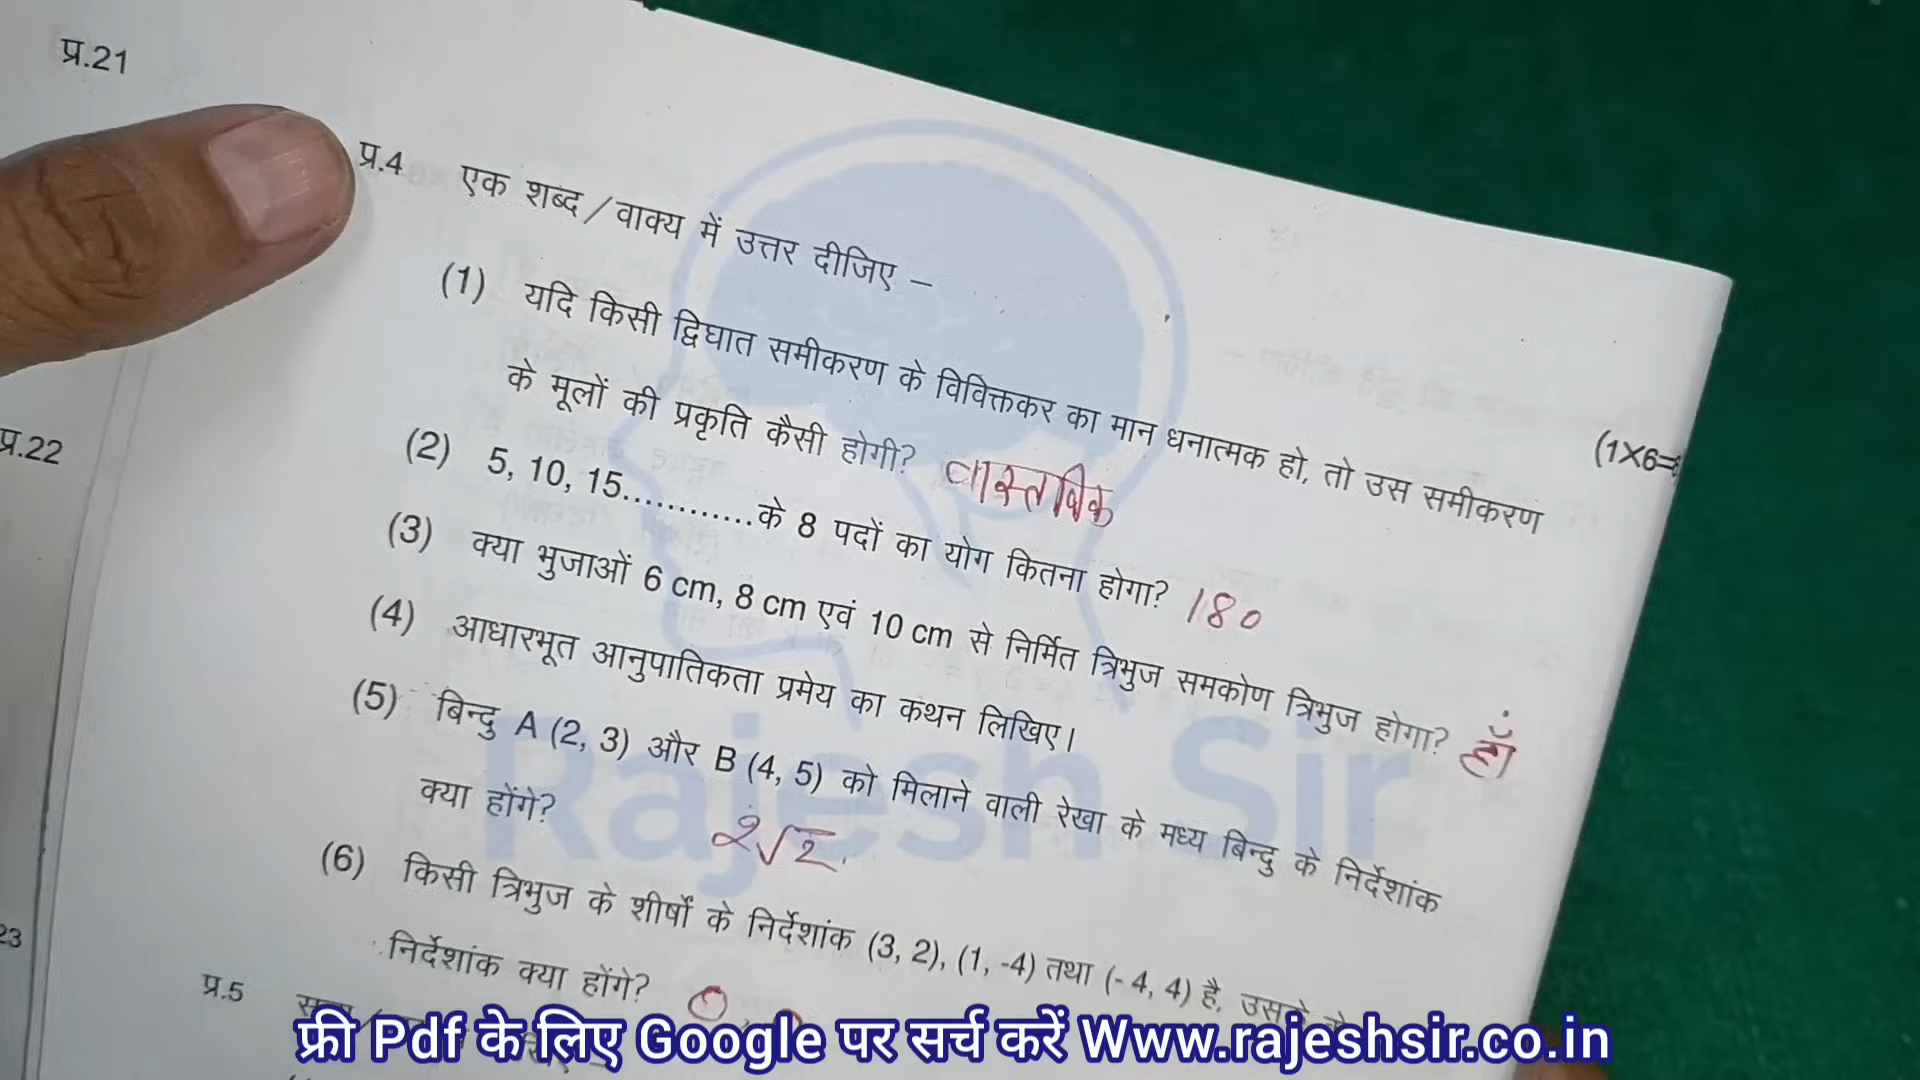 प्र.21
प्र.4 एक शब्द / वाक्य में उत्तर दीजिए –
(1X6=
(1) यदि किसी द्विघात समीकरण के विविक्तकर का मान धनात्मक हो, तो उस समीकरण
के मूलों की प्रकृति कैसी होगी? वास्तविक
(2) 5, 10, 15............के 8 पदों का योग कितना होगा? 180
(3) क्या भुजाओं 6 cm, 8 cm एवं 10 cm से निर्मित त्रिभुज समकोण त्रिभुज होगा? हाँ
(4) आधारभूत आनुपातिकता प्रमेय का कथन लिखिए।
(5) बिन्दु A (2, 3) और B (4, 5) को मिलाने वाली रेखा के मध्य बिन्दु के निर्देशांक
क्या होंगे? 2√2
(6) किसी त्रिभुज के शीर्षों के निर्देशांक (3, 2), (1, -4) तथा (- 4, 4) है, उसके
निर्देशांक क्या होंगे?
प्र.5
प्र.22
23
Rajesh Sir
फ्री Pdf के लिए Google पर सर्च करें Www.rajeshsir.co.in